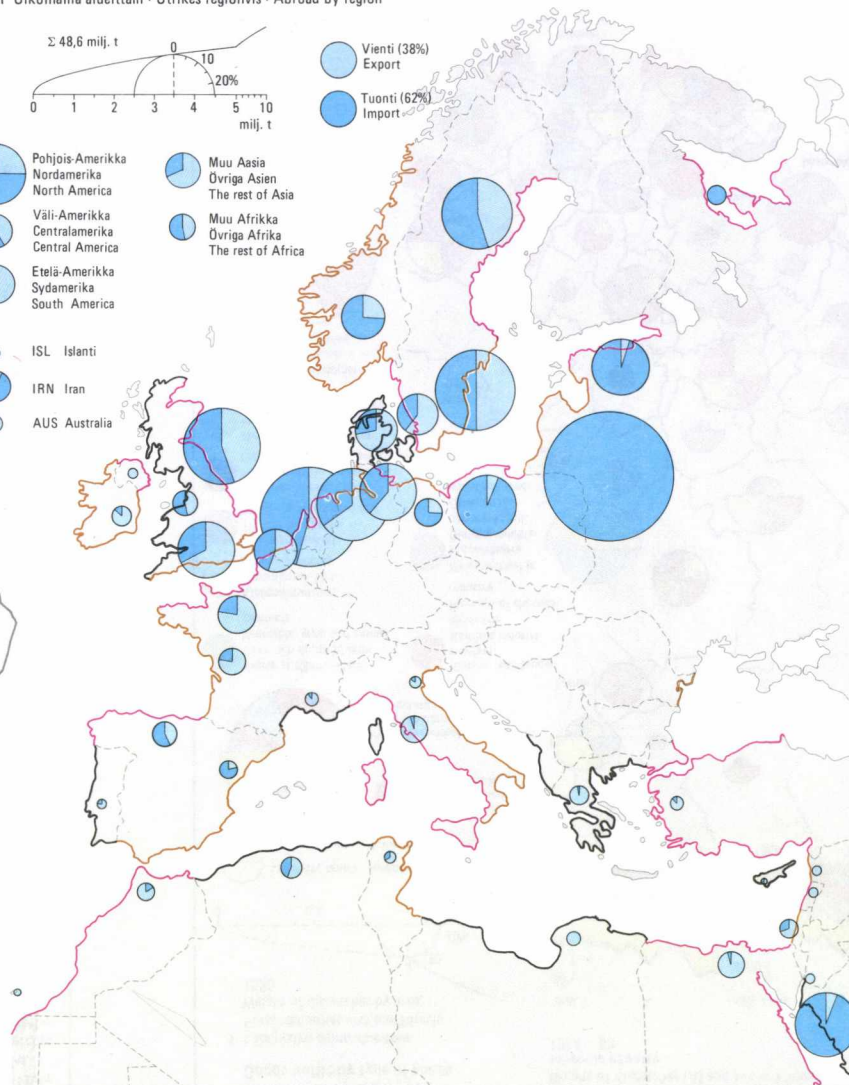 Ulkomaina alueittain • Utrikes regionvis • Abroad by region
Σ 48,6 milj. t
0
10
20%
0 1 2 3 4 5 10
milj. t
Vienti (38%)
Export
Tuonti (62%)
Import
Pohjois-Amerikka
Nordamerika
North America
Väli-Amerikka
Centralamerika
Central America
Etelä-Amerikka
Sydamerika
South America
ISL Islanti
IRN Iran
AUS Australia
Muu Aasia
Övriga Asien
The rest of Asia
Muu Afrikka
Övriga Afrika
The rest of Africa